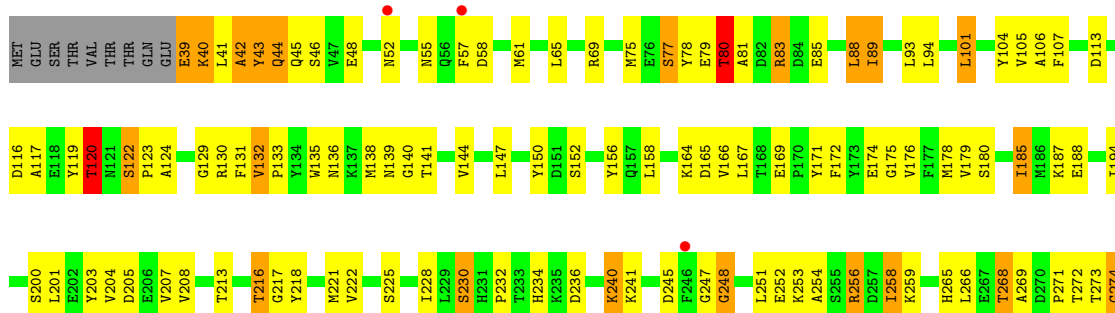 MET GLU SER THR VAL THR THR GLN GLU E39 K40 L41 A42 Y43 Q44 Q45 S46 V47 E48 N52 N55 Q56 F57 D58 M61 L65 R69 M75 E76 S77 Y78 E79 T80 A81 D82 R83 D84 E85 L88 I89 L93 L94 L101 Y104 V105 A106 F107 D113
D116 A117 E118 Y119 T120 N121 S122 P123 A124 G129 R130 F131 V132 P133 Y134 W135 N136 K137 M138 N139 G140 T141 V144 L147 Y150 D151 S152 Y156 Q157 L158 K164 D165 V166 L167 T168 E169 P170 Y171 F172 Y173 E174 G175 V176 F177 M178 V179 S180 I185 M186 K187 E188
S200 L201 E202 Y203 V204 D205 E206 V207 V208 T213 T216 G217 Y218 M221 V222 S225 I228 L229 S230 H231 P232 T233 H234 K235 D236 K240 K241 D245 F246 G247 G248 L251 E252 K253 A254 S255 R256 D257 I258 K259 H265 L266 E267 T268 A269 D270 P271 T272 T273